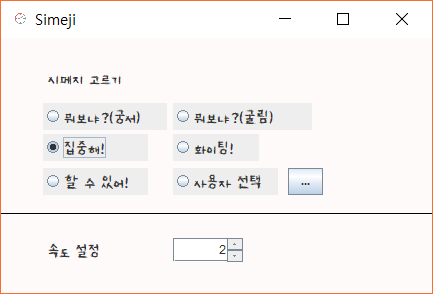 Simeji
시메지 고르기
뭐보냐?(궁서) 뭐보냐?(굴림)
집중해! 화이팅!
할 수 있어! 사용자 선택 ...
속도 설정 2